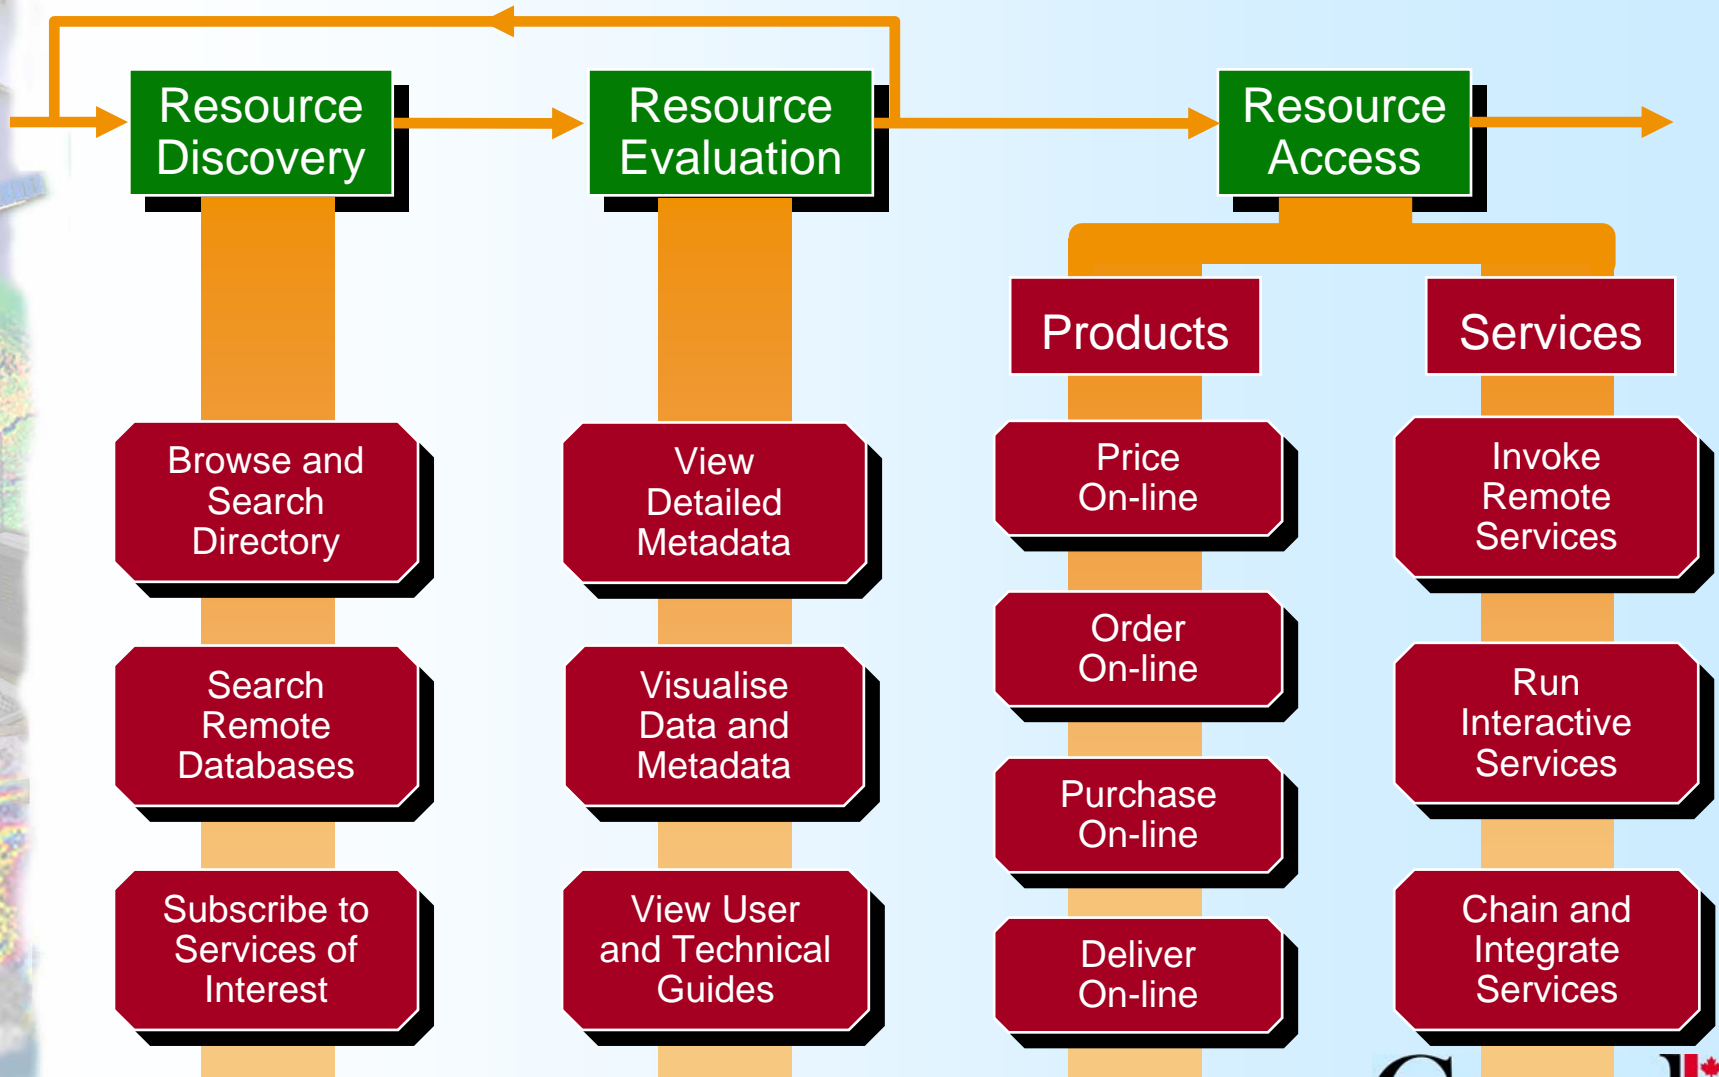 Resource
Discovery
Resource
Evaluation
Resource
Access
Products
Services
Browse and
Search
Directory
View
Detailed
Metadata
Price
On-line
Invoke
Remote
Services
Order
On-line
Search
Remote
Databases
Visualise
Data and
Metadata
Run
Interactive
Services
Purchase
On-line
Subscribe to
Services of
Interest
View User
and Technical
Guides
Deliver
On-line
Chain and
Integrate
Services